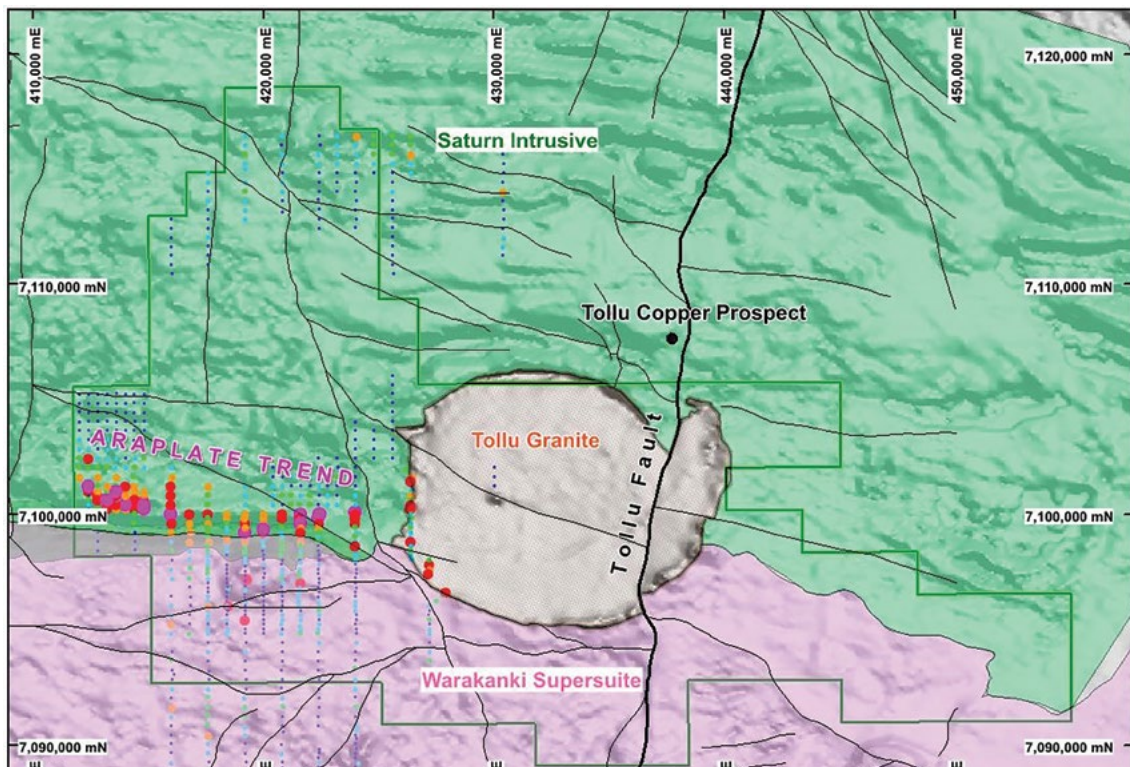 410,000 mE
420,000 mE
430,000 mE
440,000 mE
450,000 mE
7,120,000 mN
Saturn Intrusive
7,110,000 mN
7,110,000 mN
Tollu Copper Prospect
ARAPLATE TREND
Tollu Granite
Tollu Fault
7,100,000 mN
7,100,000 mN
Warakanki Supersuite
7,090,000 mN
7,090,000 mN
E
E
E
E
E